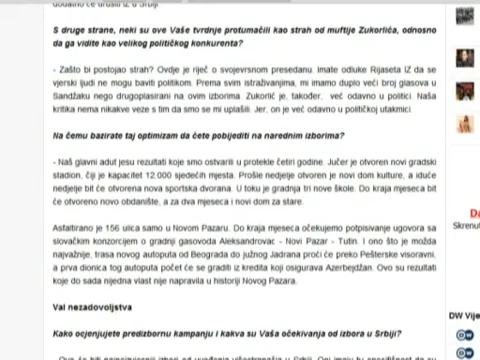 dodatno će urušiti IZ u Srbiji.
S druge strane, neki su ove Vaše tvrdnje protumačili kao strah od muftije Zukorlića, odnosno
da ga vidite kao velikog političkog konkurenta?
- Zašto bi postojao strah? Ovdje je riječ o svojevrsnom presedanu. Imate odluke Rijaseta IZ da se
vjerski ljudi ne mogu baviti politikom. Prema svim istraživanjima, mi imamo duplo veći broj glasova u
Sandžaku nego drugoplasirani na ovim izborima. Zukorlić je, također, već odavno u politici. Naša
kritika nema nikakve veze s tim da smo se mi uplašili. Jer, on je već odavno u političkoj utakmici.
Na čemu bazirate taj optimizam da ćete pobijediti na narednim izborima?
- Naš glavni adut jesu rezultati koje smo ostvarili u protekle četiri godine. Jučer je otvoren novi gradski
stadion, čiji je kapacitet 12.000 sjedećih mjesta. Prošle nedjelje otvoren je novi dom kulture, a iduće
nedjelje bit će otvorena nova sportska dvorana. U toku je gradnja tri nove škole. Do kraja mjeseca bit
će otvoreno novo obdanište, a za dva mjeseca i novi dom za stare.
Asfaltirano je 156 ulica samo u Novom Pazaru. Do kraja mjeseca očekujemo potpisivanje ugovora sa
slovačkim konzorcijem o gradnji gasovoda Aleksandrovac - Novi Pazar - Tutin. I ono što je možda
najvažnije, trasa novog autoputa od Beograda do južnog Jadrana proći će preko Pešterske visoravni,
a prva dionica tog autoputa počet će se graditi iz kredita koji osigurava Azerbejdžan. Ovo su rezultati
koje do sada nijedna vlast nije napravila u historiji Novog Pazara.
Val nezadovoljstva
Kako ocjenjujete predizbornu kampanju i kakva su Vaša očekivanja od izbora u Srbiji?
Da
Skrenut
DW Vije